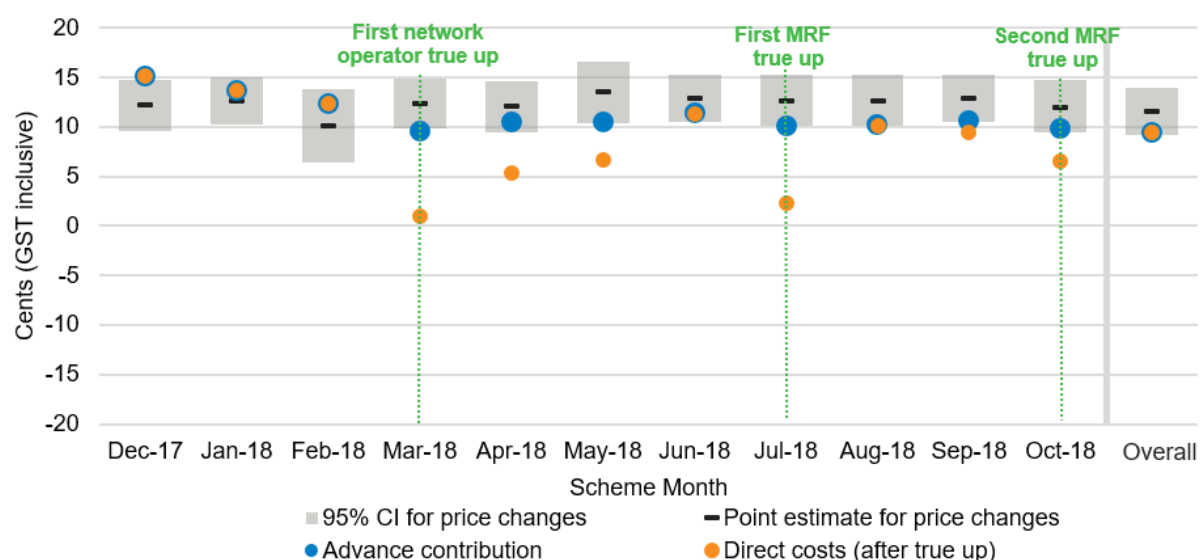 20
15
10
5
0
-5
-10
-15
-20
Cents (GST inclusive)
First network
operator true up
First MRF
true up
Second MRF
true up
Dec-17 Jan-18 Feb-18 Mar-18 Apr-18 May-18 Jun-18 Jul-18 Aug-18 Sep-18 Oct-18 Overall
Scheme Month
95% CI for price changes
Point estimate for price changes
Advance contribution
Direct costs (after true up)